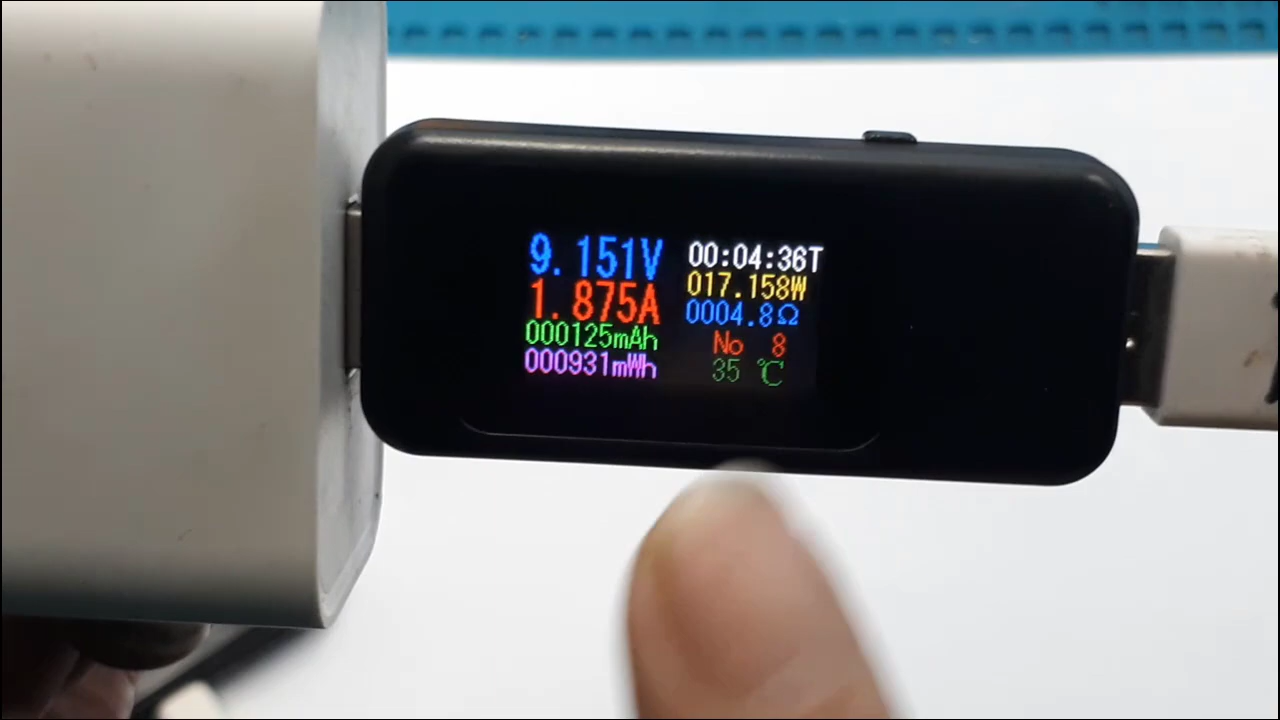 9.151V
1.875A
000125mAh
000931mWh
00:04:36T
017.158W
0004.8Ω
No 8
35 ℃